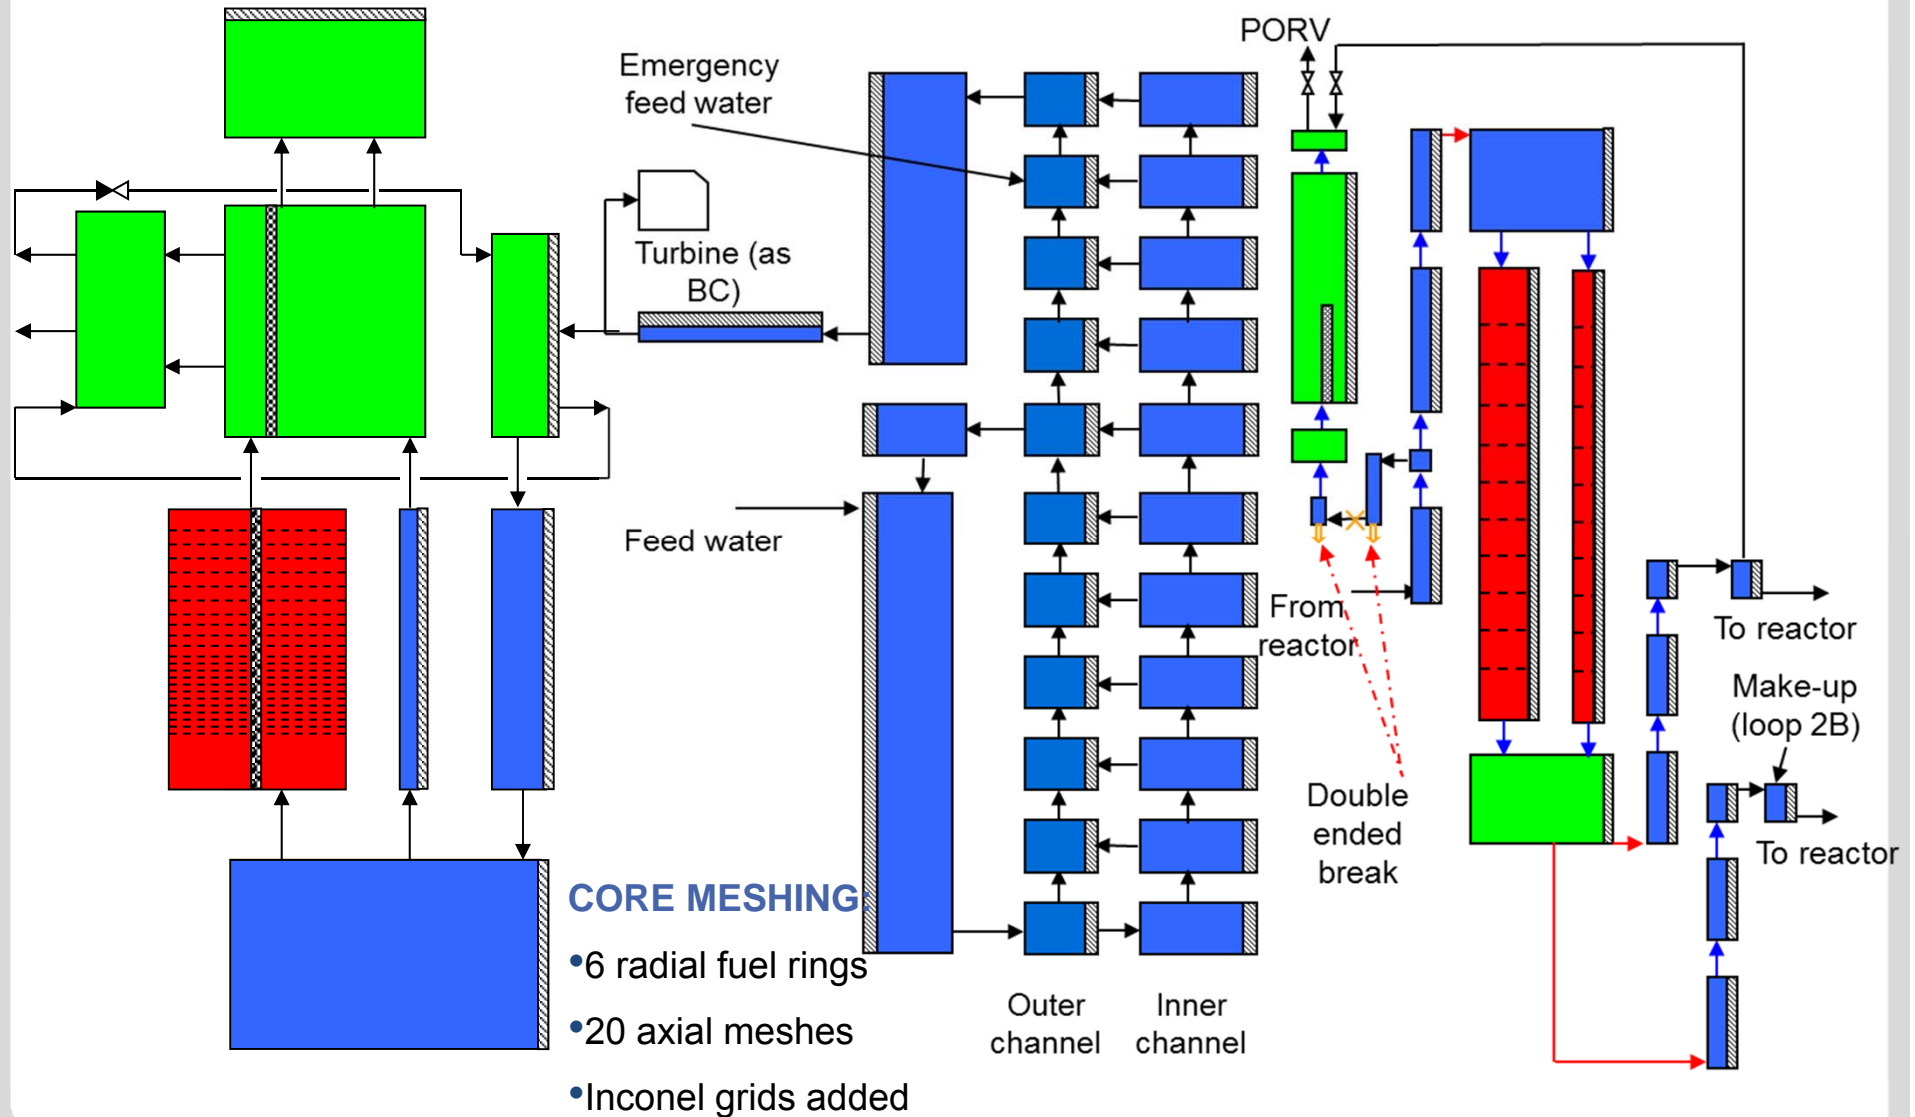 PORV
Emergency
feed water
Turbine (as
BC)
Feed water
From
reactor
To reactor
Make-up
(loop 2B)
To reactor
Double
ended
break
CORE MESHING:
•6 radial fuel rings
•20 axial meshes
•Inconel grids added
Outer
channel
Inner
channel